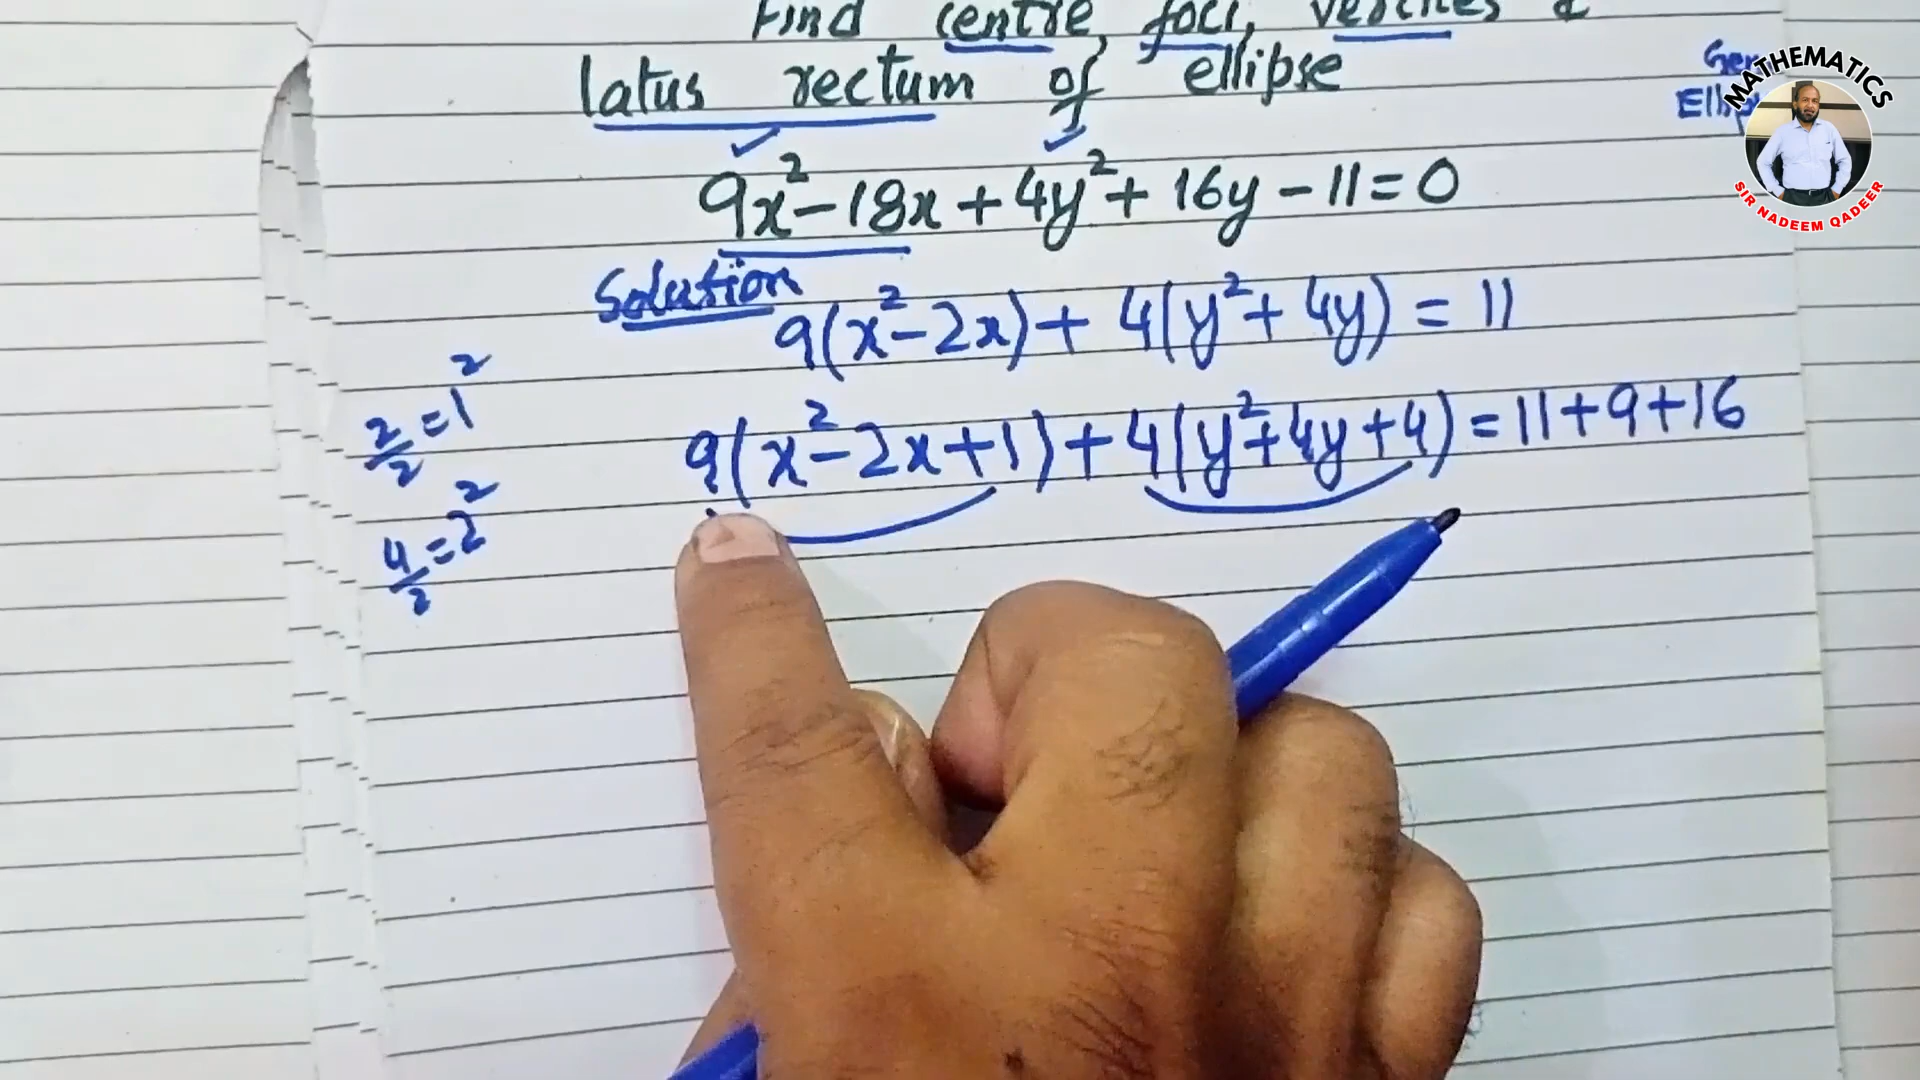 Find centre, foci, vertices &
latus rectum of ellipse
9x²-18x+4y²+16y-11=0
Solution
9(x²-2x)+4(y²+4y)=11
9(x²-2x+1)+4(y²+4y+4)=11+9+16
2/2=1²
4/2=2²
MATHEMATICS
SIR NADEEM QADEER